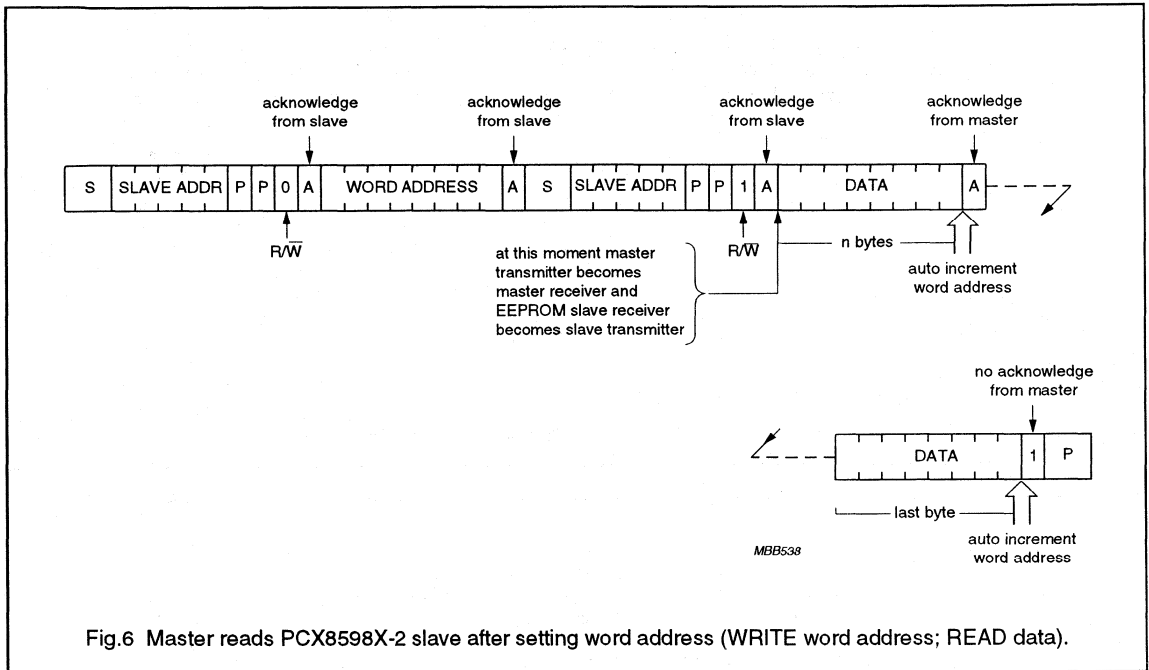 acknowledge from slave
acknowledge from slave
acknowledge from slave
acknowledge from master
S SLAVE ADDR P P 0 A WORD ADDRESS A S SLAVE ADDR P P 1 A DATA A
R/W̅
R/W̅
n bytes
auto increment
word address
at this moment master
transmitter becomes
master receiver and
EEPROM slave receiver
becomes slave transmitter
no acknowledge
from master
DATA 1 P
last byte
auto increment
word address
MBB538
Fig.6 Master reads PCX8598X-2 slave after setting word address (WRITE word address; READ data).